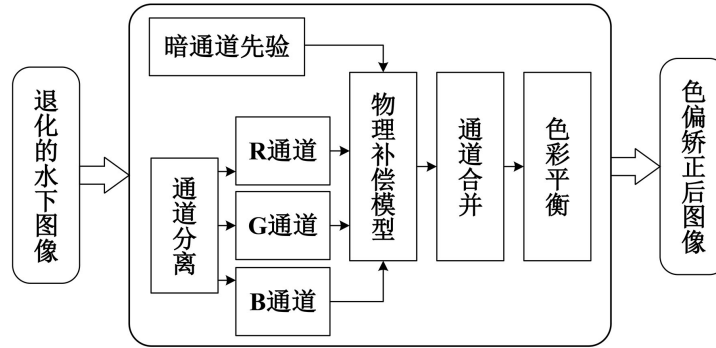 退化的水下图像
暗通道先验
通道分离
R通道
G通道
B通道
物理补偿模型
通道合并
色彩平衡
色偏矫正后图像